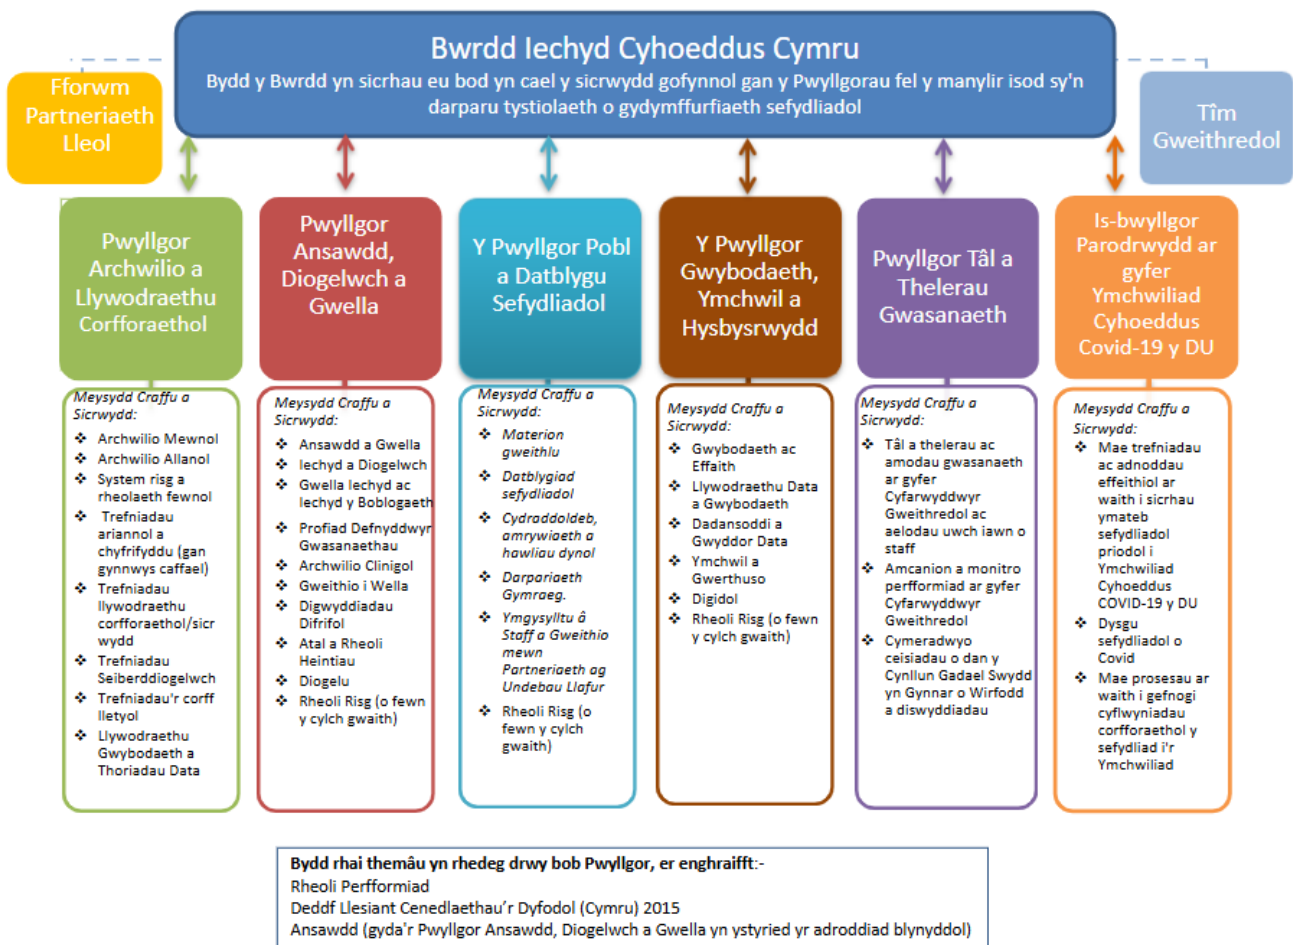 Bwrdd Iechyd Cyhoeddus Cymru
Bydd y Bwrdd yn sicrhau eu bod yn cael y sicrwydd gofynnol gan y Pwyllgorau fel y manylir isod sy'n
darparu tystiolaeth o gydymffurfiaeth sefydliadol
Fforwm
Partneriaeth
Lleol
Tîm
Gweithredol
Pwyllgor
Archwilio a
Llywodraethu
Corfforaethol
Pwyllgor
Ansawdd,
Diogelwch a
Gwella
Y Pwyllgor Pobl
a Datblygu
Sefydliadol
Y Pwyllgor
Gwybodaeth,
Ymchwil a
Hysbysrwydd
Pwyllgor Tâl a
Thelerau
Gwasanaeth
Is-bwyllgor
Parodrwydd ar
gyfer
Ymchwiliad
Cyhoeddus
Covid-19 y DU
Meysydd Craffu a
Sicrwydd:
❖ Archwilio Mewnol
❖ Archwilio Allanol
❖ System risg a
rheolaeth fewnol
❖ Trefniadau
ariannol a
chyfrifyddu (gan
gynnwys caffael)
❖ Trefniadau
llywodraethu
corfforaethol/sicr
wydd
❖ Trefniadau
Seiberddiogelwch
❖ Trefniadau'r corff
lletyol
❖ Llywodraethu
Gwybodaeth a
Thoriadau Data
Meysydd Craffu a
Sicrwydd:
❖ Ansawdd a Gwella
❖ Iechyd a Diogelwch
❖ Gwella Iechyd ac
Iechyd y Boblogaeth
❖ Profiad Defnyddwyr
Gwasanaethau
❖ Archwilio Clinigol
❖ Gweithio i Wella
❖ Digwyddiadau
Difrifol
❖ Atal a Rheoli
Heintiau
❖ Diogelu
❖ Rheoli Risg (o fewn
y cylch gwaith)
Meysydd Craffu a
Sicrwydd:
❖ Materion
gweithlu
❖ Datblygiad
sefydliadol
❖ Cydraddoldeb,
amrywiaeth a
hawliau dynol
❖ Darpariaeth
Gymraeg.
❖ Ymgysylltu â
Staff a Gweithio
mewn
Partneriaeth ag
Undebau Llafur
❖ Rheoli Risg (o
fewn y cylch
gwaith)
Meysydd Craffu a
Sicrwydd:
❖ Gwybodaeth ac
Effaith
❖ Llywodraethu Data
a Gwybodaeth
❖ Dadansoddi a
Gwyddor Data
❖ Ymchwil a
Gwerthuso
❖ Digidol
❖ Rheoli Risg (o fewn
y cylch gwaith)
Meysydd Craffu a
Sicrwydd:
❖ Tâl a thelerau ac
amodau gwasanaeth
ar gyfer
Cyfarwyddwyr
Gweithredol ac
aelodau uwch iawn o
staff
❖ Amcanion a monitro
perfformiad ar gyfer
Cyfarwyddwyr
Gweithredol
❖ Cymeradwyo
ceisiadau o dan y
Cynllun Gadael Swydd
yn Gynnar o Wirfodd
a diswyddiadau
Meysydd Craffu a
Sicrwydd:
❖ Mae trefniadau
ac adnoddau
effeithiol ar
waith i sicrhau
ymateb
sefydliadol
priodol i
Ymchwiliad
Cyhoeddus
COVID-19 y DU
❖ Dysgu
sefydliadol o
Covid
❖ Mae prosesau ar
waith i gefnogi
cyflwyniadau
corfforaethol y
sefydliad i'r
Ymchwiliad
Bydd rhai themâu yn rhedeg drwy bob Pwyllgor, er enghraifft:-
Rheoli Perfformiad
Deddf Llesiant Cenedlaethau'r Dyfodol (Cymru) 2015
Ansawdd (gyda'r Pwyllgor Ansawdd, Diogelwch a Gwella yn ystyried yr adroddiad blynyddol)